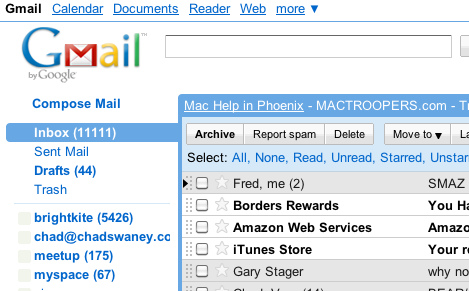 Gmail Calendar Documents Reader Web more ▼
Gmail™
by Google
Compose Mail
Inbox (11111)
Sent Mail
Drafts (44)
Trash
brightkite (5426)
chad@chadswaney.co
meetup (175)
myspace (67)
Mac Help in Phoenix - MACTROOPERS.com - Tr
Archive Report spam Delete Move to ▼ La
Select: All, None, Read, Unread, Starred, Unstar
Fred, me (2) SMAZ
Borders Rewards You Ha
Amazon Web Services Amazo
iTunes Store Your r
Gary Stager why no